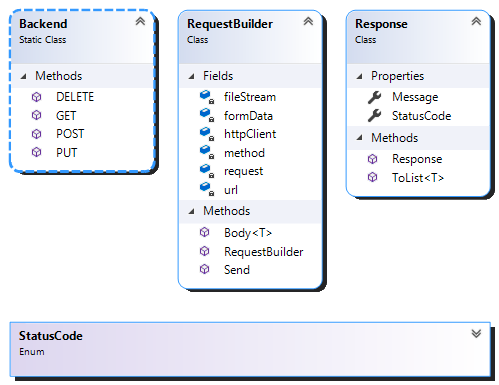 Backend
Static Class
Methods
DELETE
GET
POST
PUT
RequestBuilder
Class
Fields
fileStream
formData
httpClient
method
request
url
Methods
Body<T>
RequestBuilder
Send
Response
Class
Properties
Message
StatusCode
Methods
Response
ToList<T>
StatusCode
Enum